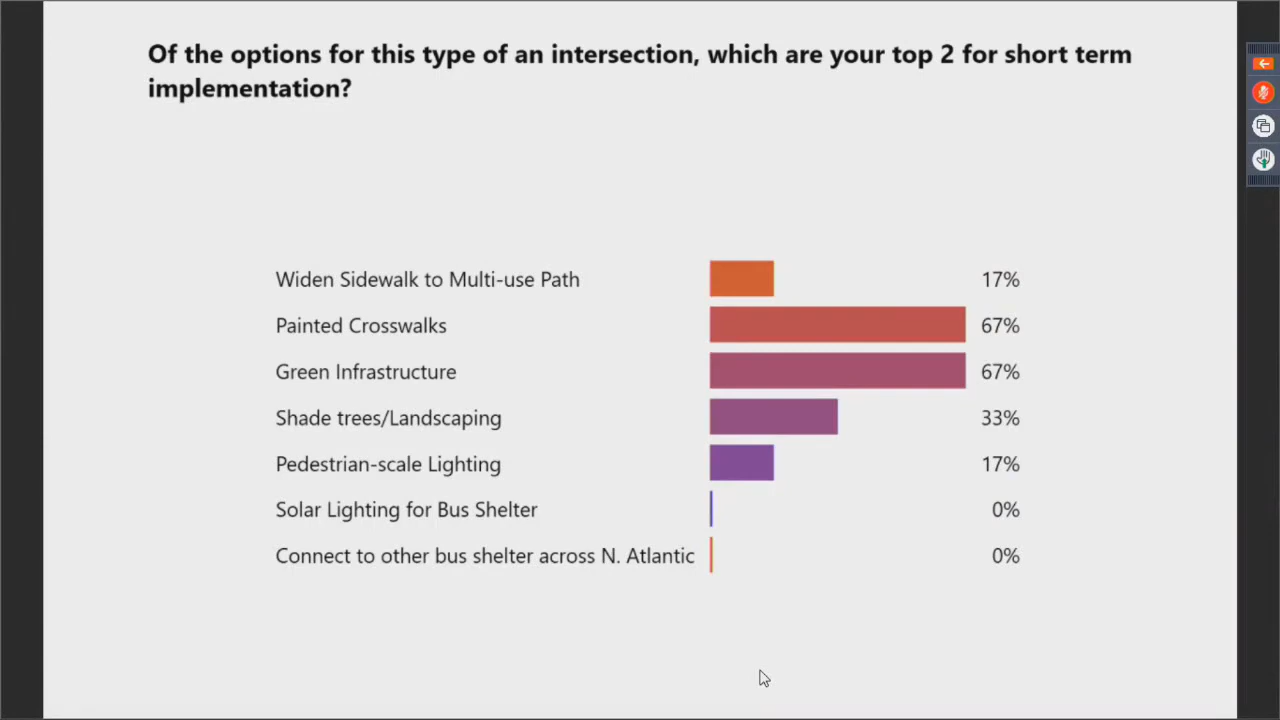 Of the options for this type of an intersection, which are your top 2 for short term
implementation?
Widen Sidewalk to Multi-use Path 17%
Painted Crosswalks 67%
Green Infrastructure 67%
Shade trees/Landscaping 33%
Pedestrian-scale Lighting 17%
Solar Lighting for Bus Shelter 0%
Connect to other bus shelter across N. Atlantic 0%